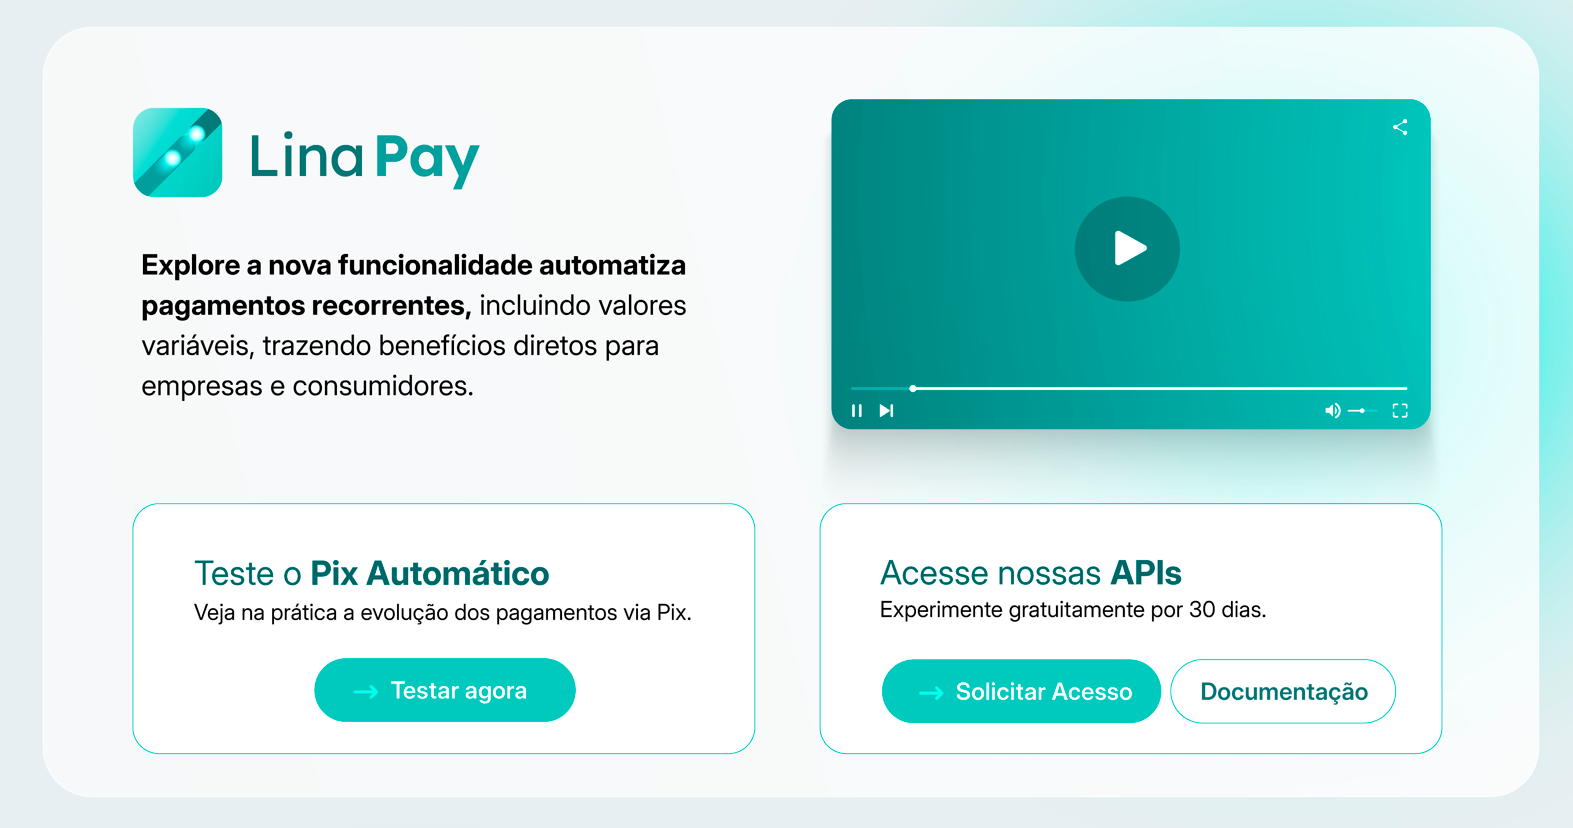 Lina Pay
Explore a nova funcionalidade automatiza
pagamentos recorrentes, incluindo valores
variáveis, trazendo benefícios diretos para
empresas e consumidores.
Teste o Pix Automático
Veja na prática a evolução dos pagamentos via Pix.
Testar agora
Acesse nossas APIs
Experimente gratuitamente por 30 dias.
Solicitar Acesso
Documentação